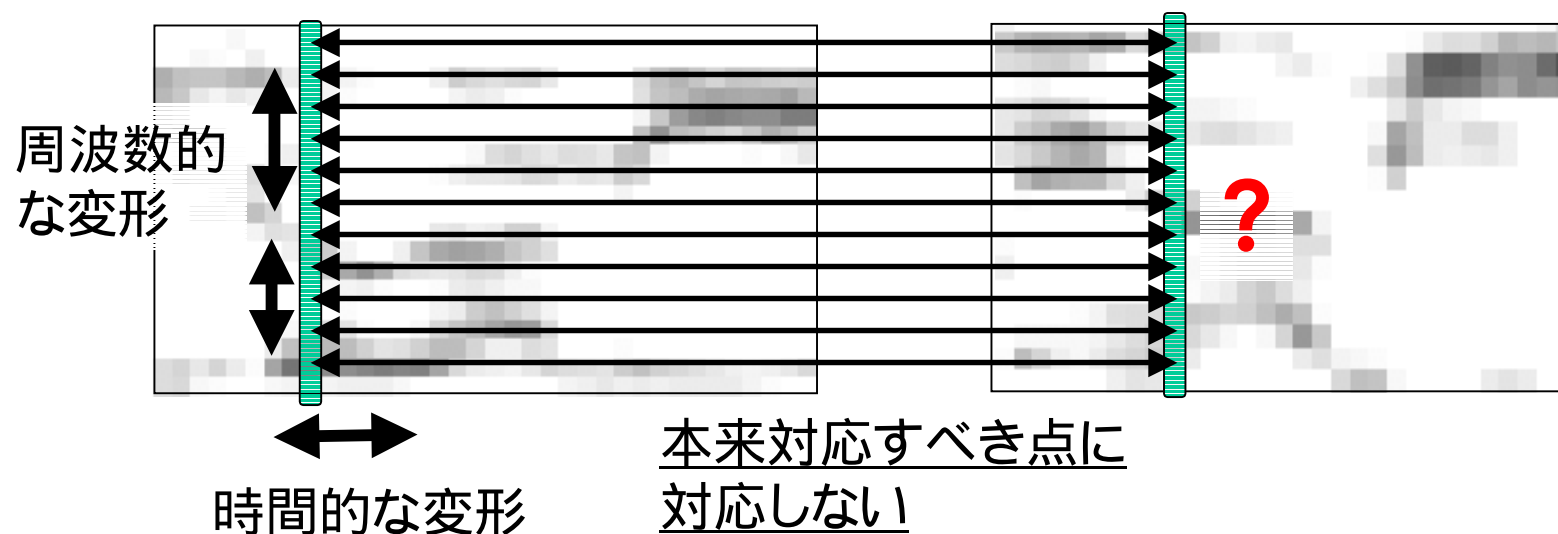 周波数的
な変形
?
本来対応すべき点に
対応しない
時間的な変形